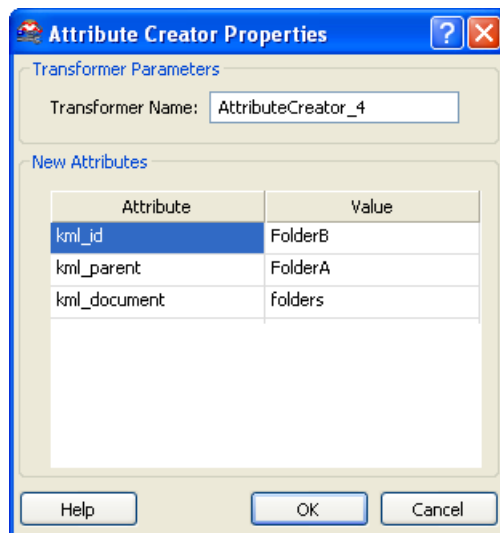 Attribute Creator Properties
Transformer Parameters
Transformer Name: AttributeCreator_4
New Attributes
Attribute Value
kml_id FolderB
kml_parent FolderA
kml_document folders
Help OK Cancel